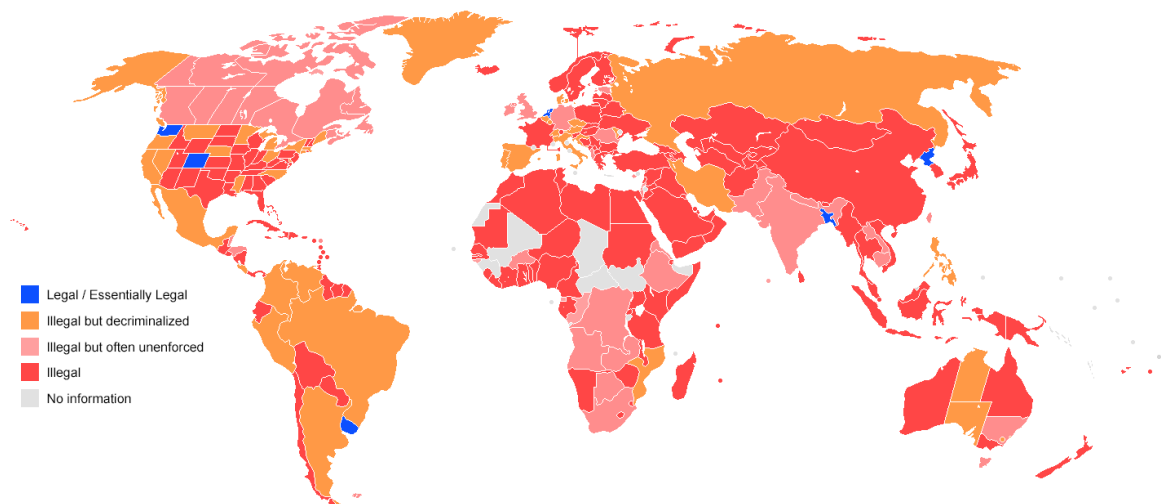 Legal / Essentially Legal
Illegal but decriminalized
Illegal but often unenforced
Illegal
No information